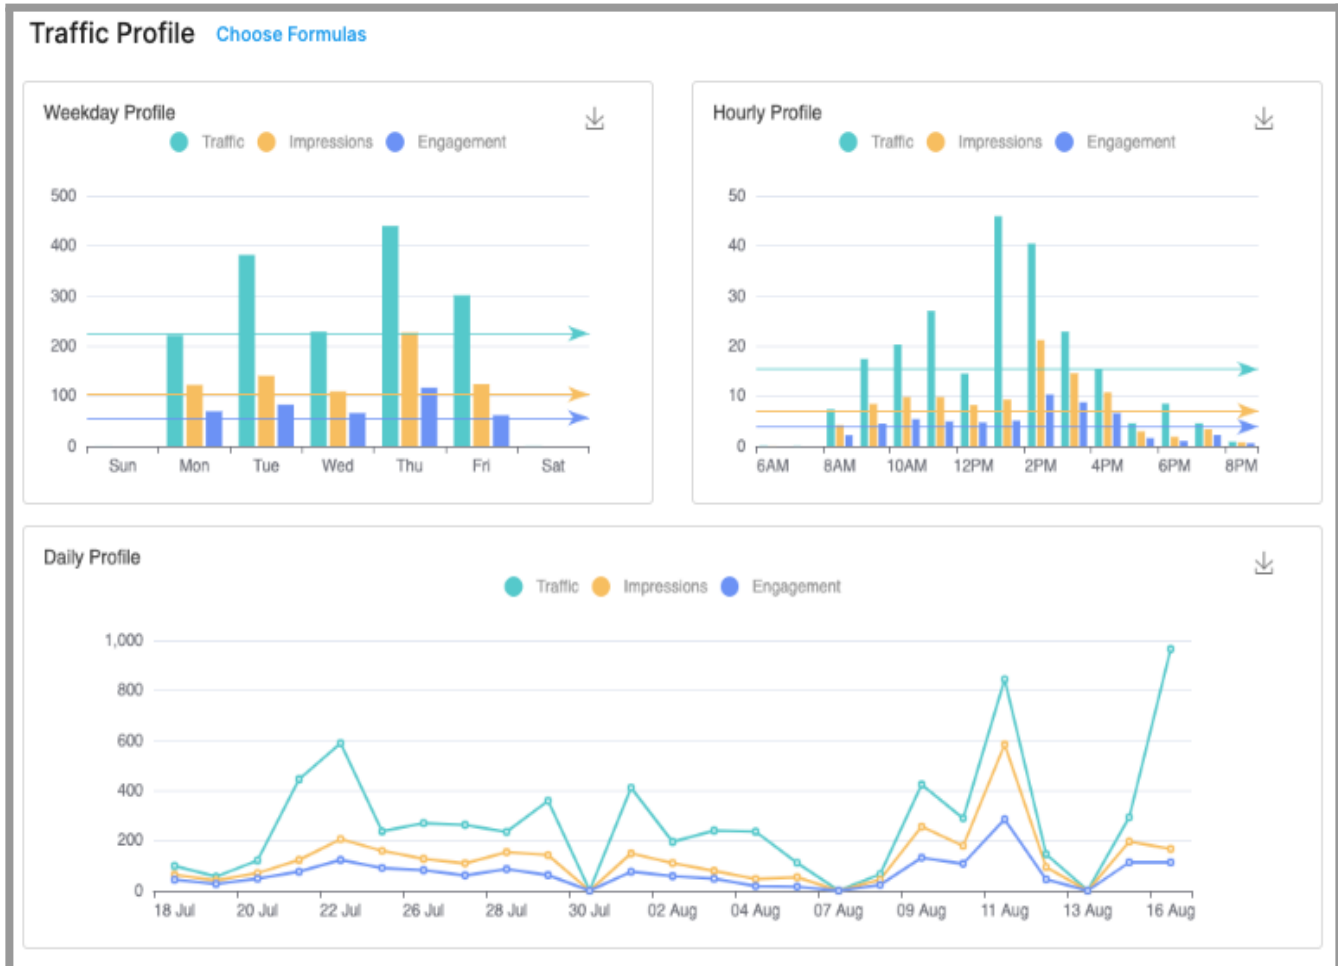 Traffic Profile Choose Formulas
Weekday Profile
Traffic Impressions Engagement
500
400
300
200
100
0
Sun Mon Tue Wed Thu Fri Sat
Hourly Profile
Traffic Impressions Engagement
50
40
30
20
10
0
6AM 8AM 10AM 12PM 2PM 4PM 6PM 8PM
Daily Profile
Traffic Impressions Engagement
1,000
800
600
400
200
0
18 Jul 20 Jul 22 Jul 26 Jul 28 Jul 30 Jul 02 Aug 04 Aug 07 Aug 09 Aug 11 Aug 13 Aug 16 Aug